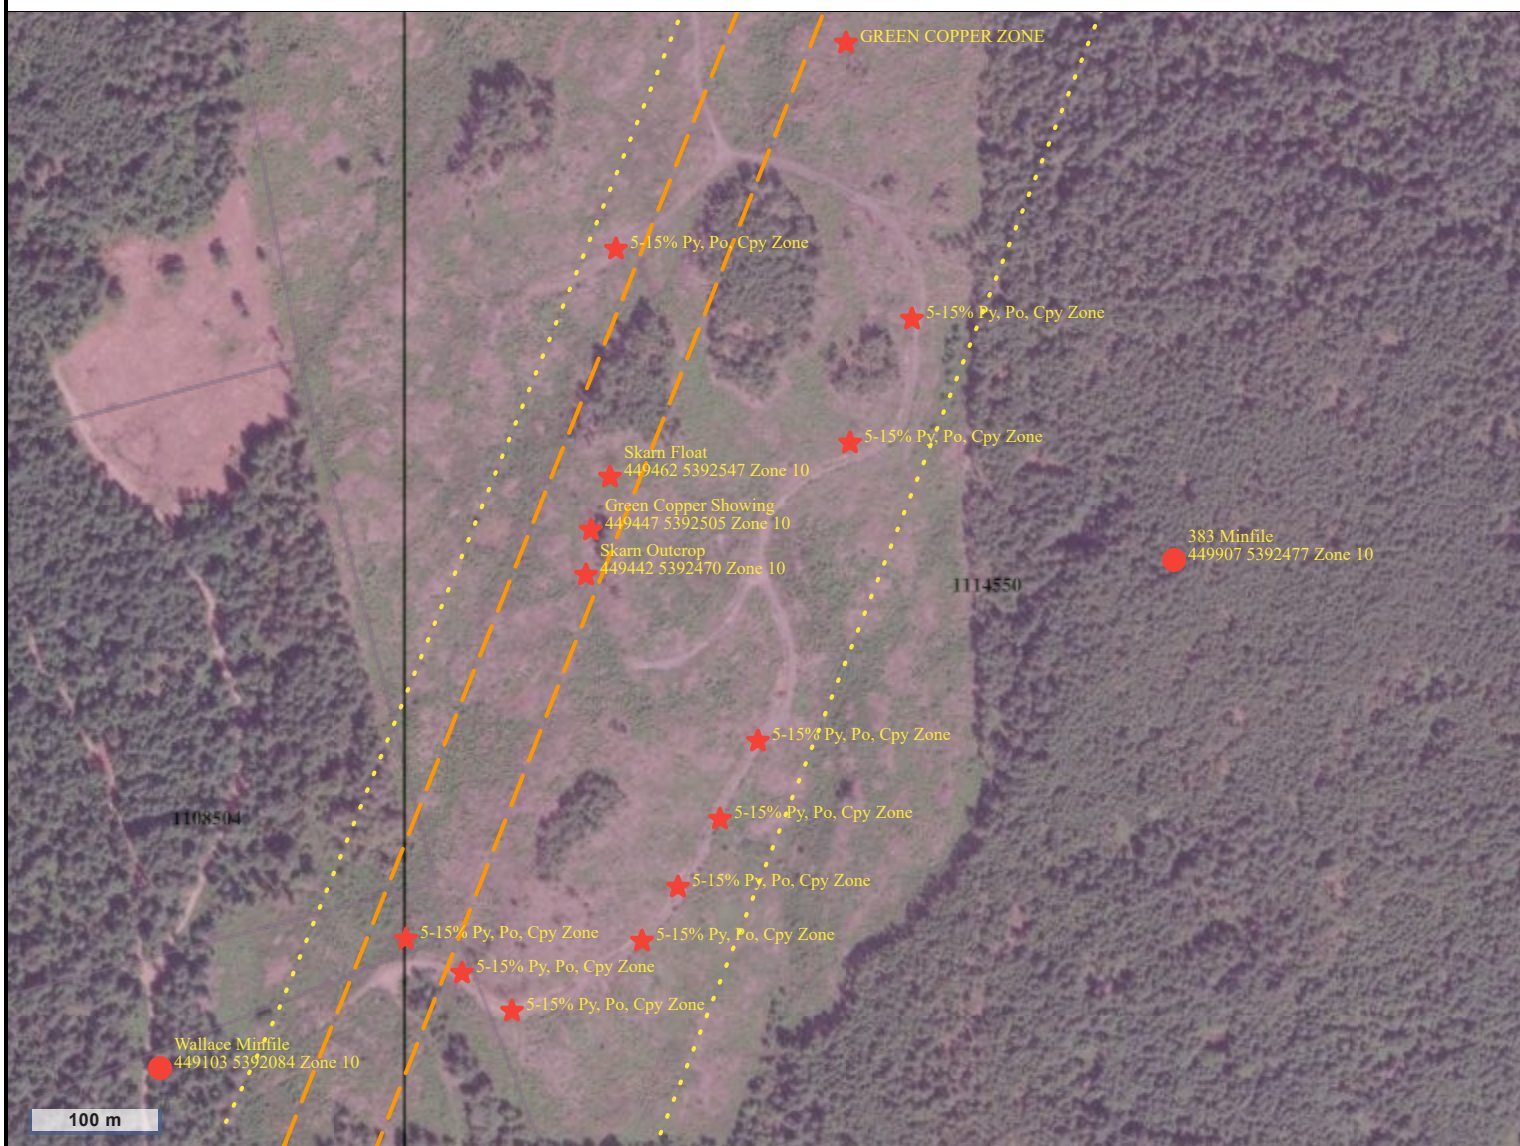 GREEN COPPER ZONE
5-15% Py, Po, Cpy Zone
5-15% Py, Po, Cpy Zone
5-15% Py, Po, Cpy Zone
Skarn Float
449462 5392547 Zone 10
Green Copper Showing
449447 5392505 Zone 10
383 Minfile
449907 5392477 Zone 10
Skarn Outcrop
449442 5392470 Zone 10
1114550
5-15% Py, Po, Cpy Zone
5-15% Py, Po, Cpy Zone
1108504
5-15% Py, Po, Cpy Zone
5-15% Py, Po, Cpy Zone
5-15% Py, Po, Cpy Zone
5-15% Py, Po, Cpy Zone
5-15% Py, Po, Cpy Zone
Wallace Minfile
449103 5392084 Zone 10
100 m